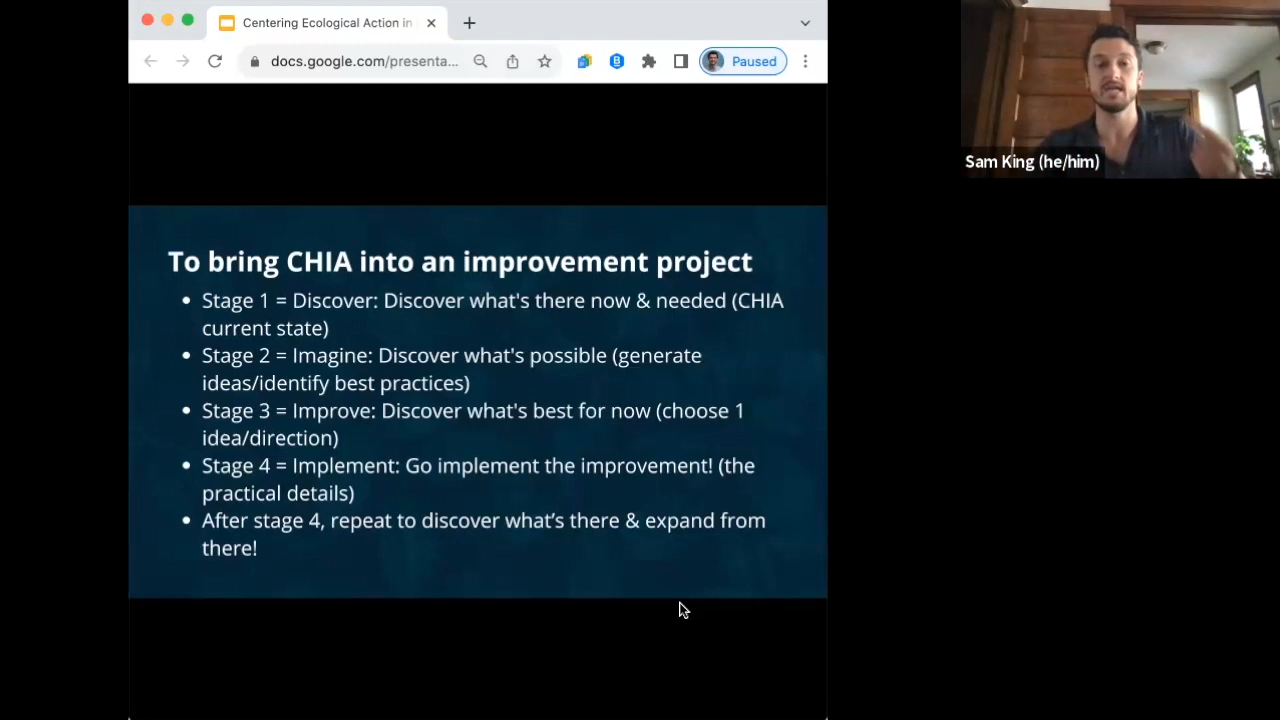 Centering Ecological Action in
docs.google.com/presenta...
Paused
Sam King (he/him)
To bring CHIA into an improvement project
• Stage 1 = Discover: Discover what's there now & needed (CHIA
current state)
• Stage 2 = Imagine: Discover what's possible (generate
ideas/identify best practices)
• Stage 3 = Improve: Discover what's best for now (choose 1
idea/direction)
• Stage 4 = Implement: Go implement the improvement! (the
practical details)
• After stage 4, repeat to discover what’s there & expand from
there!